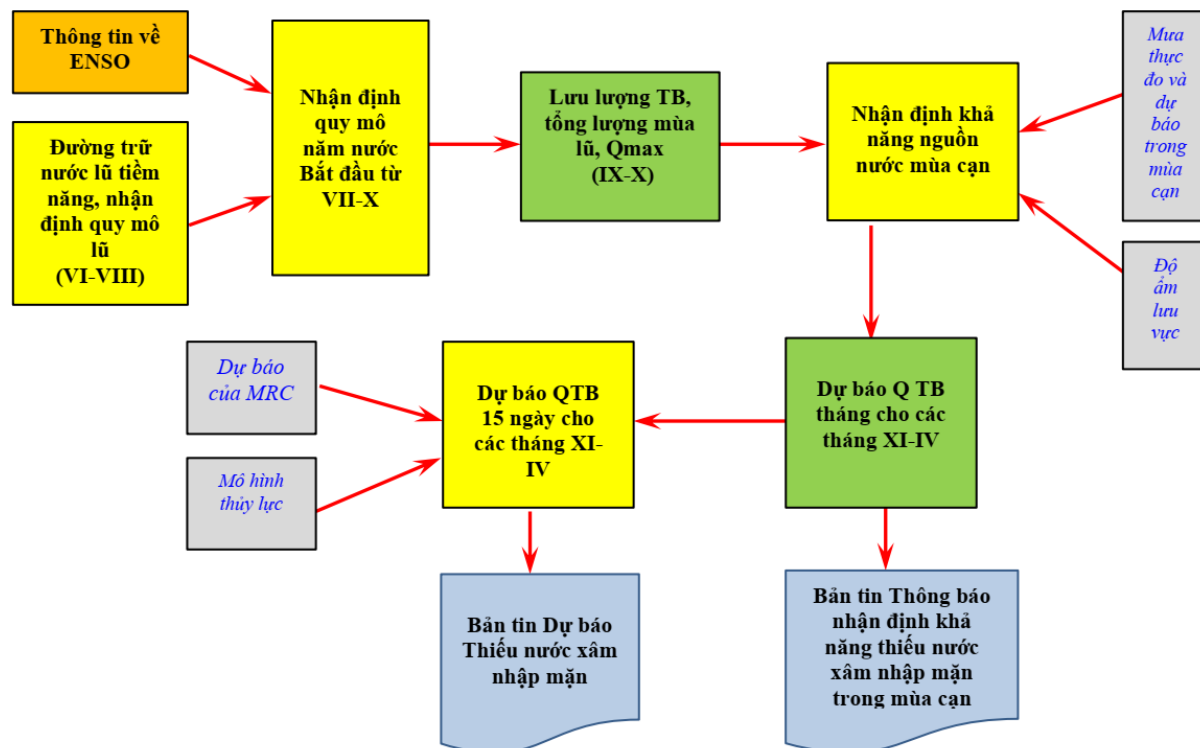 Thông tin về
ENSO
Đường trữ
nước lũ tiềm
năng, nhận
định quy mô
lũ
(VI-VIII)
Nhận định
quy mô
năm nước
Bắt đầu từ
VII-X
Lưu lượng TB,
tổng lượng mùa
lũ, Qmax
(IX-X)
Nhận định khả
năng nguồn
nước mùa cạn
Mưa
thực
đo và
dự
báo
trong
mùa
cạn
Độ
ẩm
lưu
vực
Dự báo
của MRC
Mô hình
thủy lực
Dự báo QTB
15 ngày cho
các tháng XI-
IV
Dự báo Q TB
tháng cho các
tháng XI-IV
Bản tin Dự báo
Thiếu nước xâm
nhập mặn
Bản tin Thông báo
nhận định khả
năng thiếu nước
xâm nhập mặn
trong mùa cạn